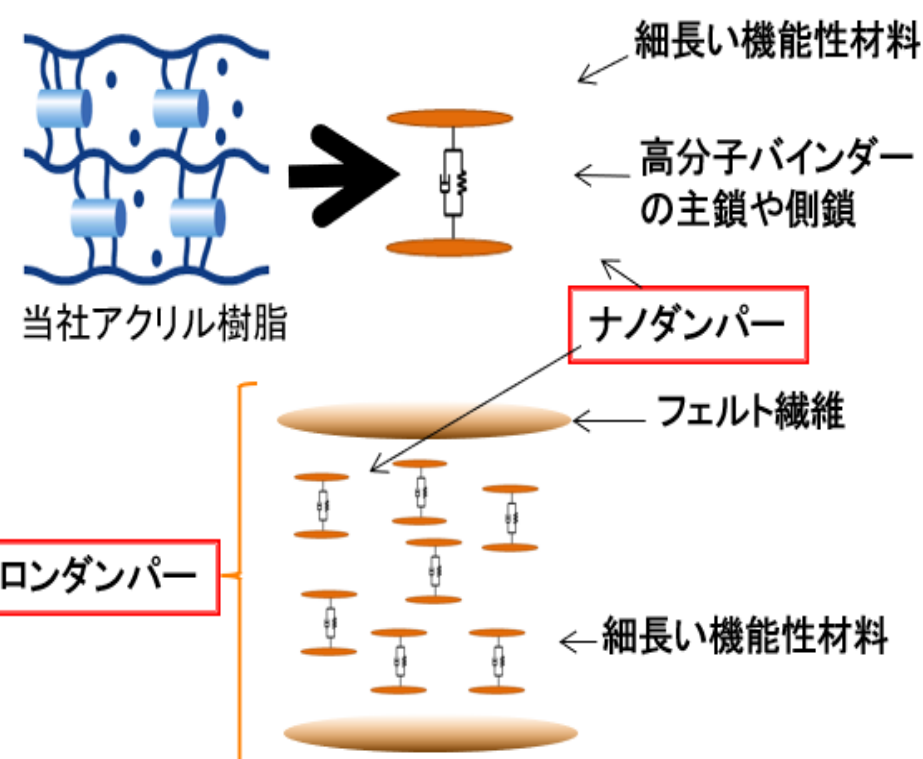 細長い機能性材料
高分子バインダー
の主鎖や側鎖
当社アクリル樹脂
ナノダンパー
フェルト繊維
ロンダンパー
細長い機能性材料